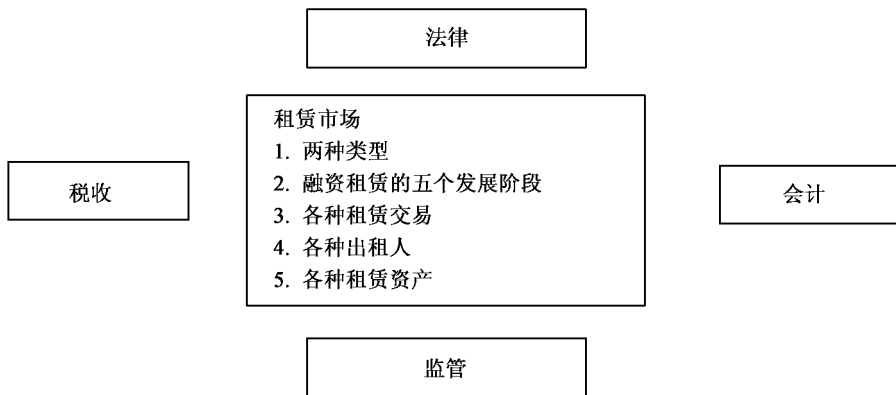 法律
租赁市场
1. 两种类型
2. 融资租赁的五个发展阶段
3. 各种租赁交易
4. 各种出租人
5. 各种租赁资产
税收
会计
监管